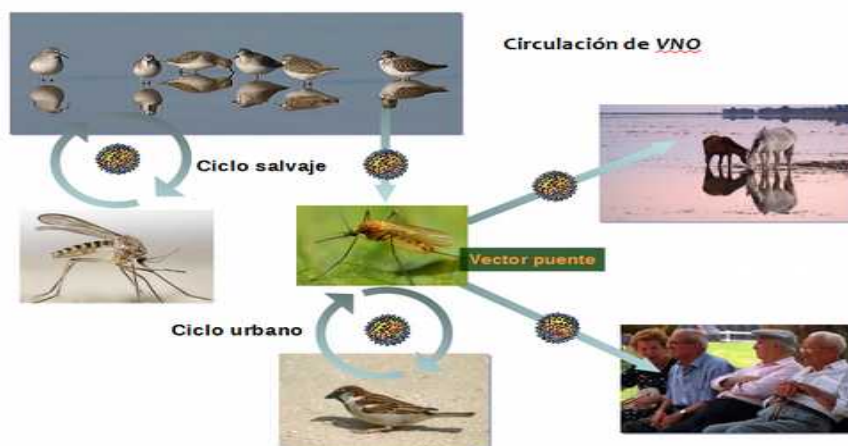 Circulación de VNO
Ciclo salvaje
Vector puente
Ciclo urbano